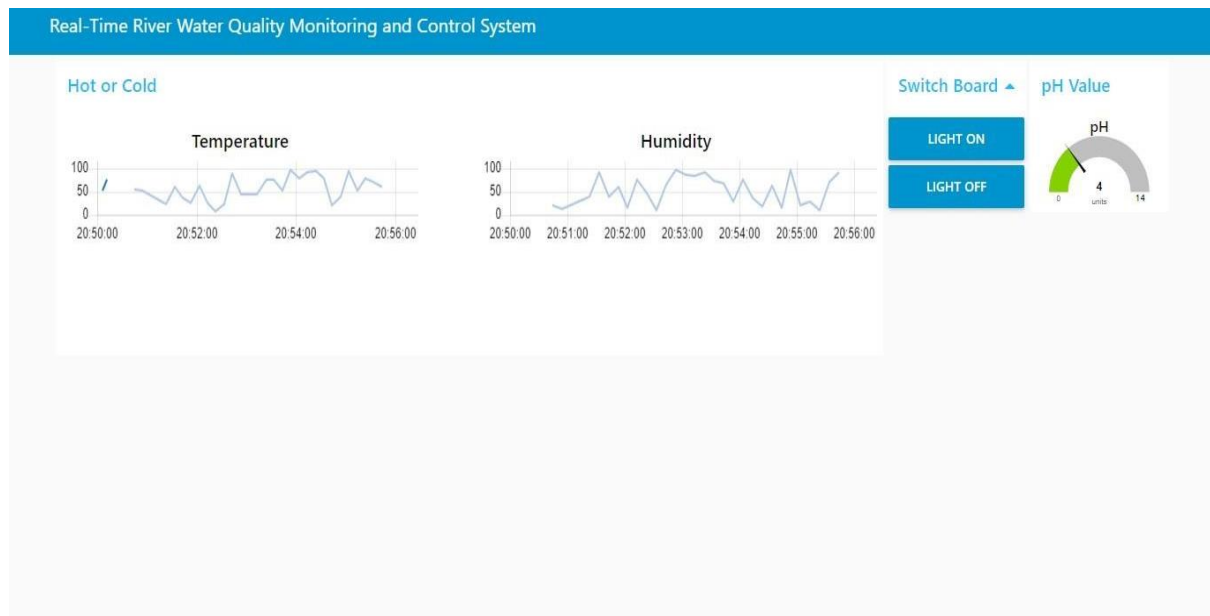 Real-Time River Water Quality Monitoring and Control System
Hot or Cold
Temperature
100
50
0
20:50:00 20:52:00 20:54:00 20:56:00
Humidity
100
50
0
20:50:00 20:51:00 20:52:00 20:53:00 20:54:00 20:55:00 20:56:00
Switch Board
LIGHT ON
LIGHT OFF
pH Value
pH
4
0 units 14